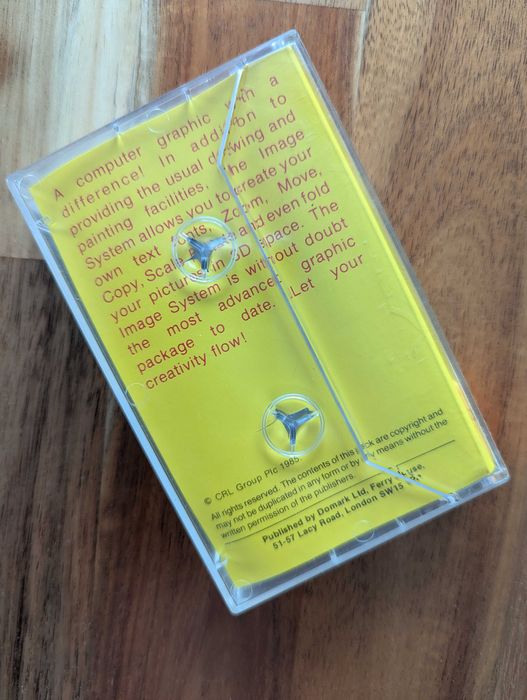 A computer graphic with a
difference! In addition to
providing the usual drawing and
painting facilities, the Image
System allows you to create your
own text, fonts, Zoom, Move,
Copy, Scale, and even fold
your pictures in 3D space. The
Image System is without doubt
the most advanced graphic
package to date. Let your
creativity flow!
© CRL Group Plc 1985.
All rights reserved. The contents of this are copyright and
may not be duplicated in any form or by any means without the
written permission of the publishers.
Published by Domark Ltd. Ferry House,
51-57 Lacy Road, London SW15